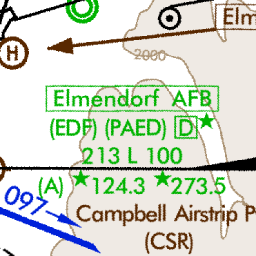 Elm
H
2000
Elmendorf AFB
(EDF) (PAED) D
213 L 100
(A) 124.3 273.5
097
Campbell Airstrip P
(CSR)